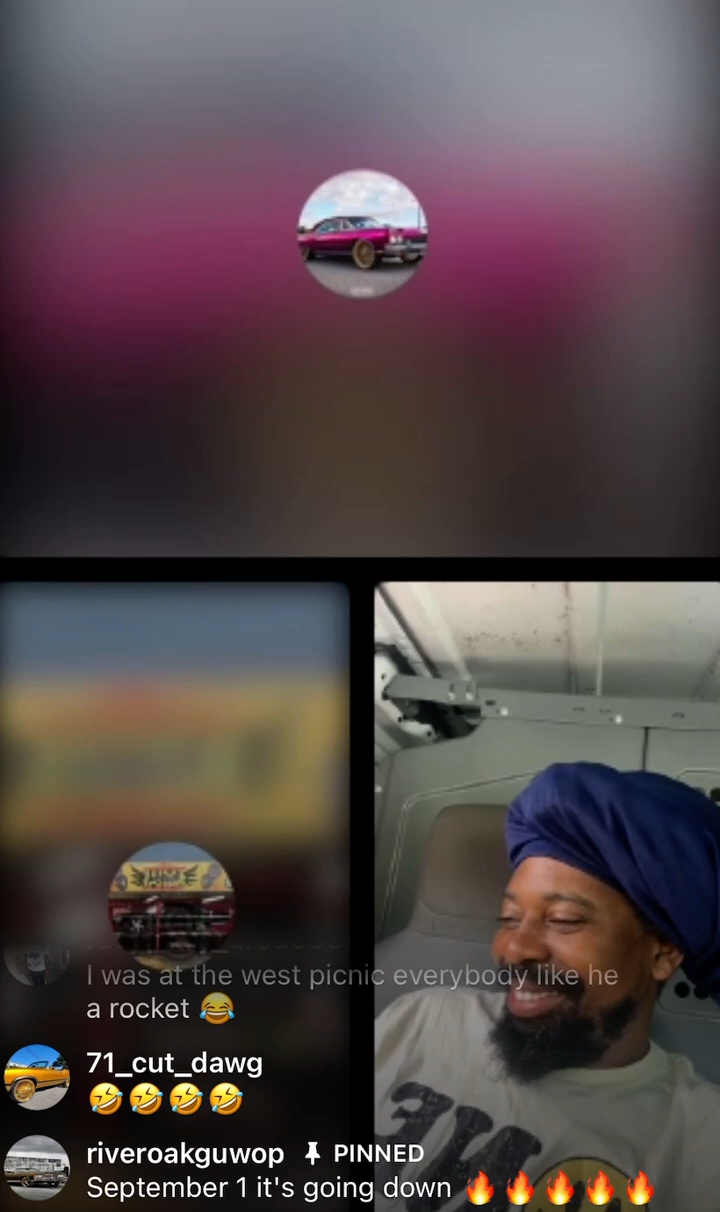 I was at the west picnic everybody like he
a rocket 😂
71_cut_dawg
🤣🤣🤣🤣
riveroakguwop PINNED
September 1 it's going down 🔥🔥🔥🔥🔥